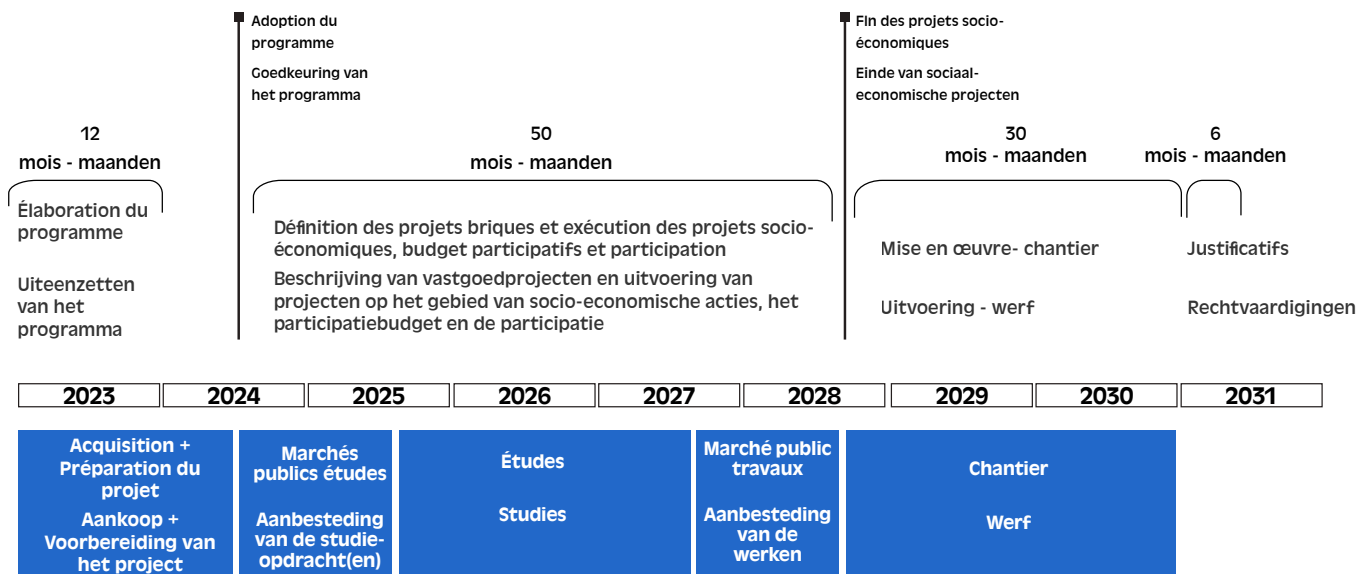 Adoption du
programme
Goedkeuring van
het programma
Fin des projets socio-
économiques
Einde van sociaal-
economische projecten
12
mois - maanden
50
mois - maanden
30
mois - maanden
6
mois - maanden
Élaboration du
programme
Uiteenzetten
van het
programma
Définition des projets briques et exécution des projets socio-
économiques, budget participatifs et participation
Beschrijving van vastgoedprojecten en uitvoering van
projecten op het gebied van socio-economische acties, het
participatiebudget en de participatie
Mise en œuvre- chantier
Uitvoering - werf
Justificatifs
Rechtvaardigingen
2023
2024
2025
2026
2027
2028
2029
2030
2031
Acquisition +
Préparation du
projet
Aankoop +
Voorbereiding van
het project
Marchés
publics études
Aanbesteding
van de studie-
opdracht(en)
Études
Studies
Marché public
travaux
Aanbesteding
van de
werken
Chantier
Werf